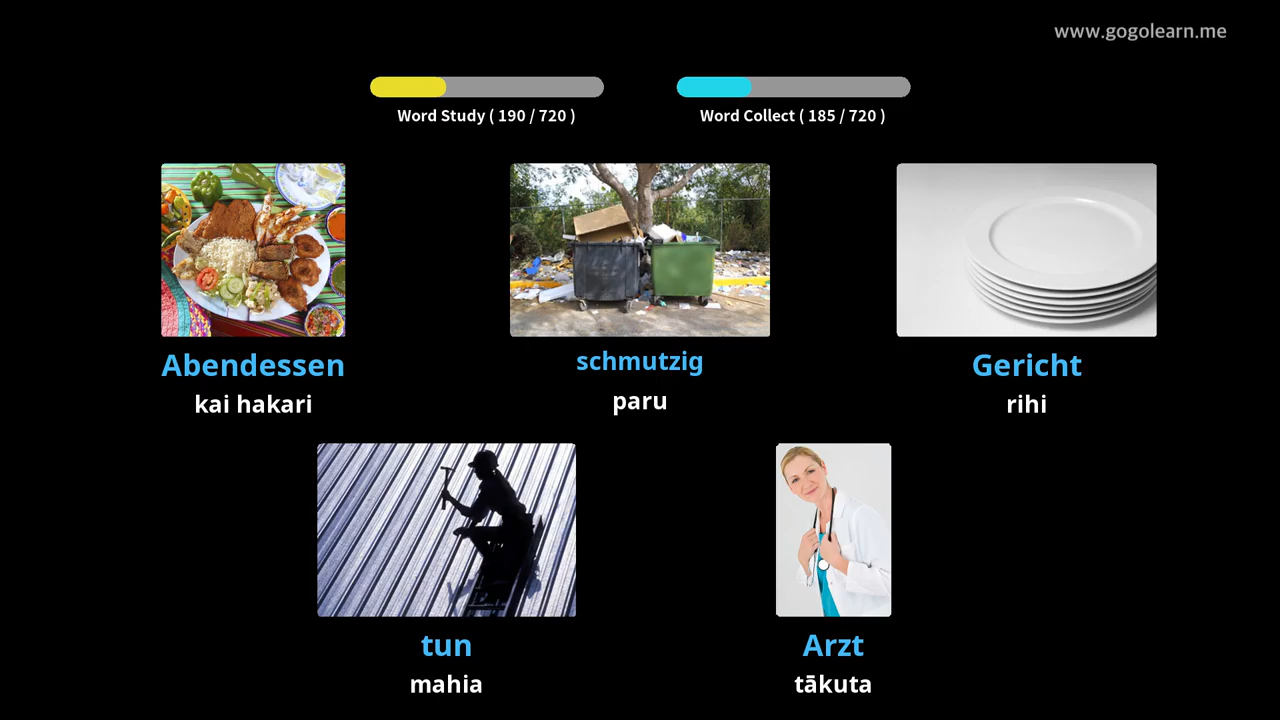 www.gogolearn.me
Word Study ( 190 / 720 )
Word Collect ( 185 / 720 )
Abendessen
kai hakari
schmutzig
paru
Gericht
rihi
tun
mahia
Arzt
tākuta